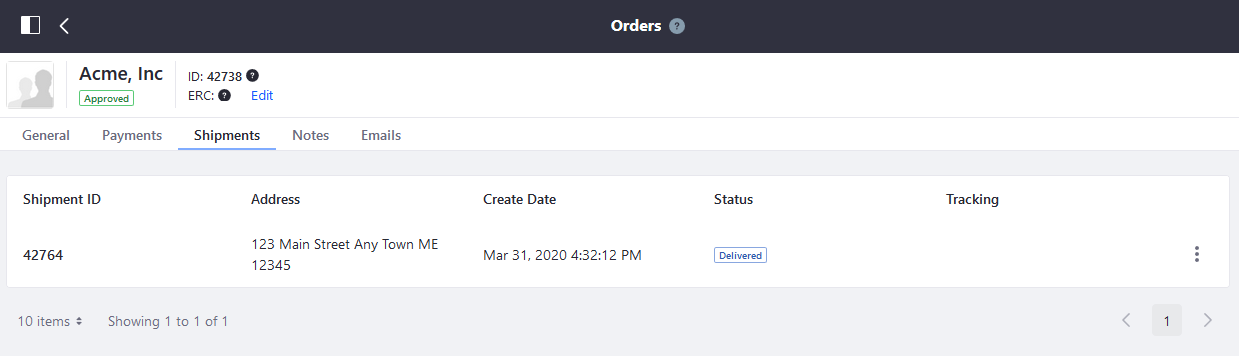 Orders ?
Acme, Inc
Approved
ID: 42738 ?
ERC: ? Edit
General Payments Shipments Notes Emails
Shipment ID Address Create Date Status Tracking
42764 123 Main Street Any Town ME 12345 Mar 31, 2020 4:32:12 PM Delivered
10 items Showing 1 to 1 of 1 1